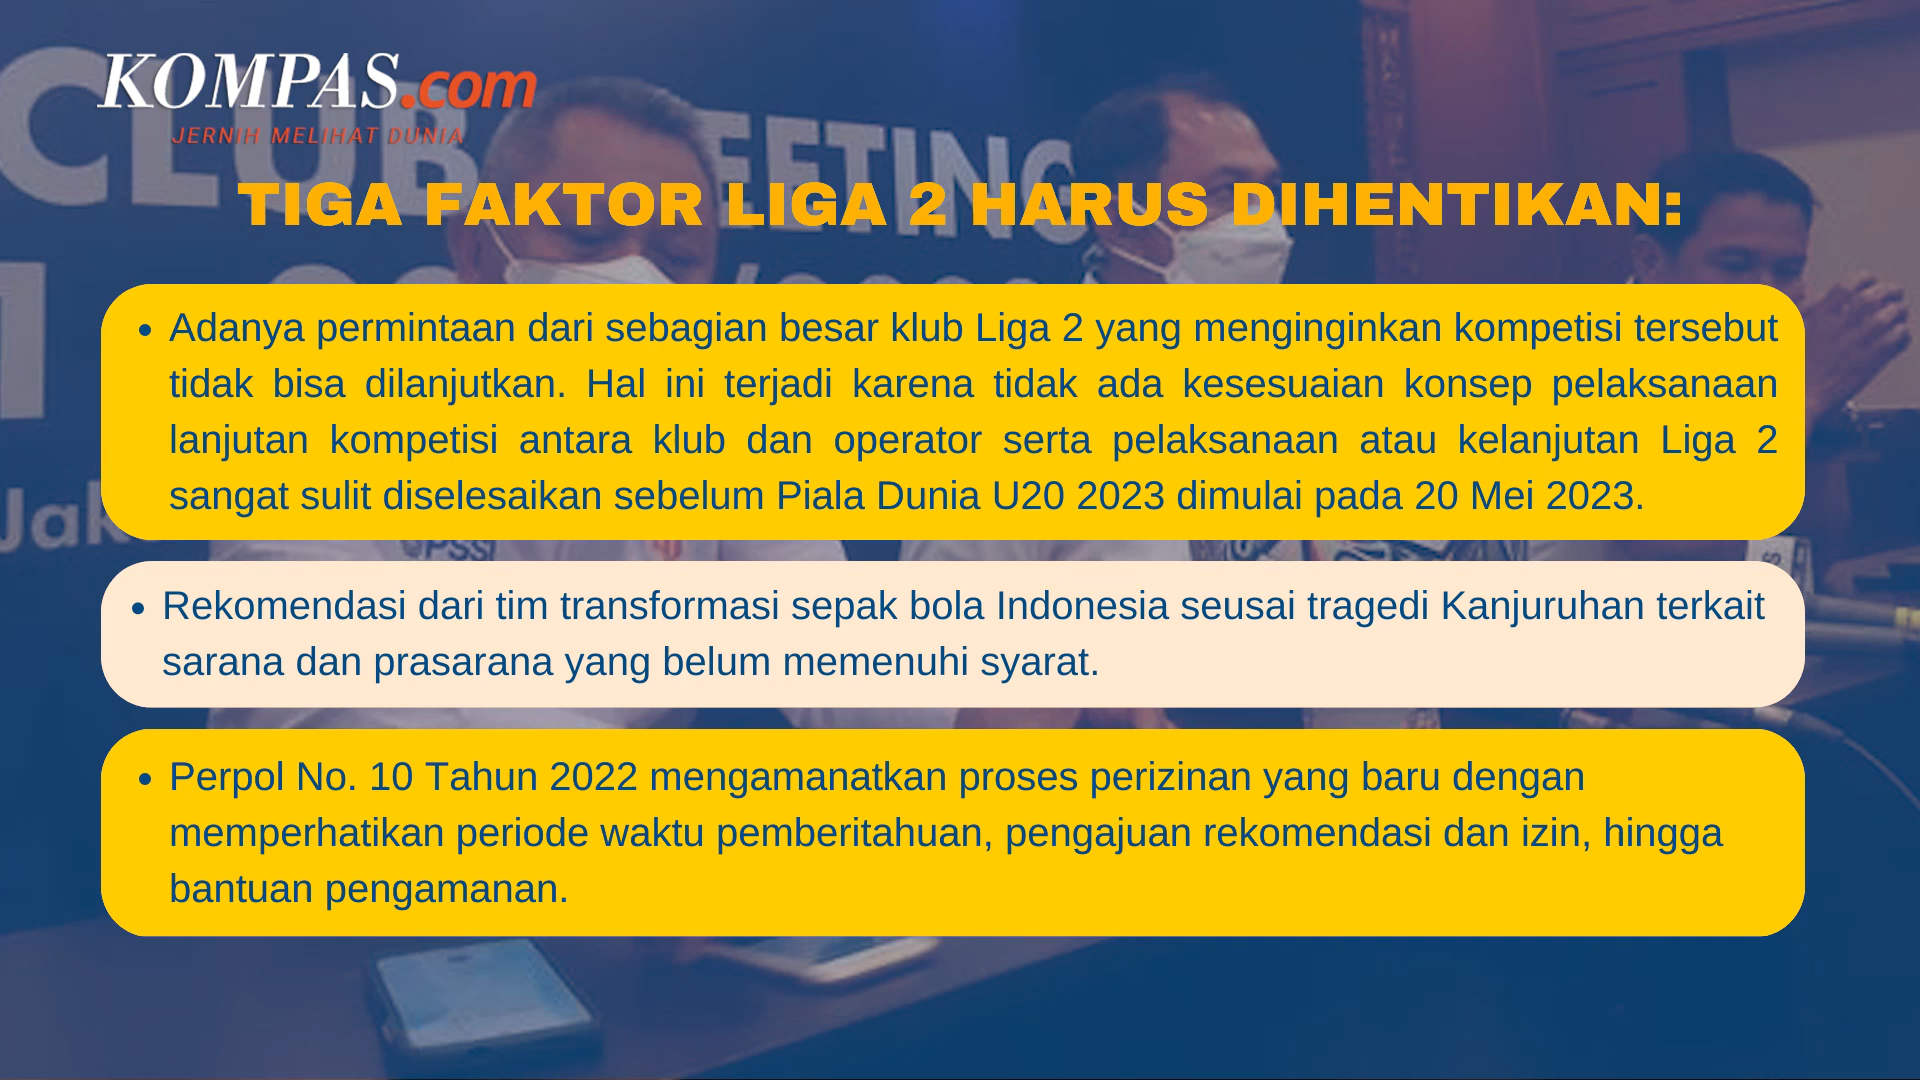 KOMPAS.com
JERNIH MELIHAT DUNIA
CLUB MEETING
TIGA FAKTOR LIGA 2 HARUS DIHENTIKAN:
Adanya permintaan dari sebagian besar klub Liga 2 yang menginginkan kompetisi tersebut
tidak bisa dilanjutkan. Hal ini terjadi karena tidak ada kesesuaian konsep pelaksanaan
lanjutan kompetisi antara klub dan operator serta pelaksanaan atau kelanjutan Liga 2
sangat sulit diselesaikan sebelum Piala Dunia U20 2023 dimulai pada 20 Mei 2023.
PSSI
Rekomendasi dari tim transformasi sepak bola Indonesia seusai tragedi Kanjuruhan terkait
sarana dan prasarana yang belum memenuhi syarat.
Perpol No. 10 Tahun 2022 mengamanatkan proses perizinan yang baru dengan
memperhatikan periode waktu pemberitahuan, pengajuan rekomendasi dan izin, hingga
bantuan pengamanan.